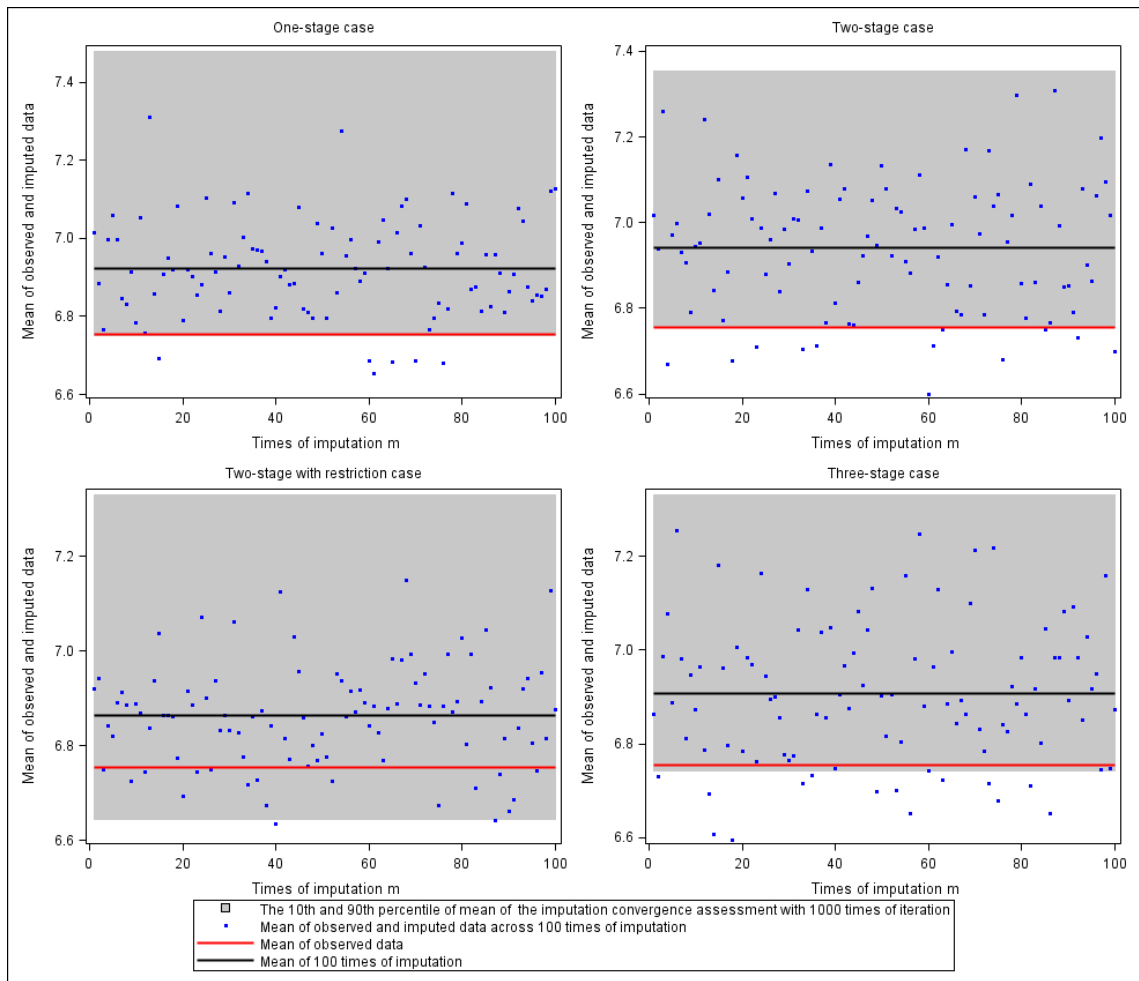 One-stage case
Mean of observed and imputed data
7.4
7.2
7.0
6.8
6.6
0 20 40 60 80 100
Times of imputation m
Two-stage case
Mean of observed and imputed data
7.4
7.2
7.0
6.8
6.6
0 20 40 60 80 100
Times of imputation m
Two-stage with restriction case
Mean of observed and imputed data
7.2
7.0
6.8
6.6
0 20 40 60 80 100
Times of imputation m
Three-stage case
Mean of observed and imputed data
7.2
7.0
6.8
6.6
0 20 40 60 80 100
Times of imputation m
The 10th and 90th percentile of mean of the imputation convergence assessment with 1000 times of iteration
Mean of observed and imputed data across 100 times of imputation
Mean of observed data
Mean of 100 times of imputation